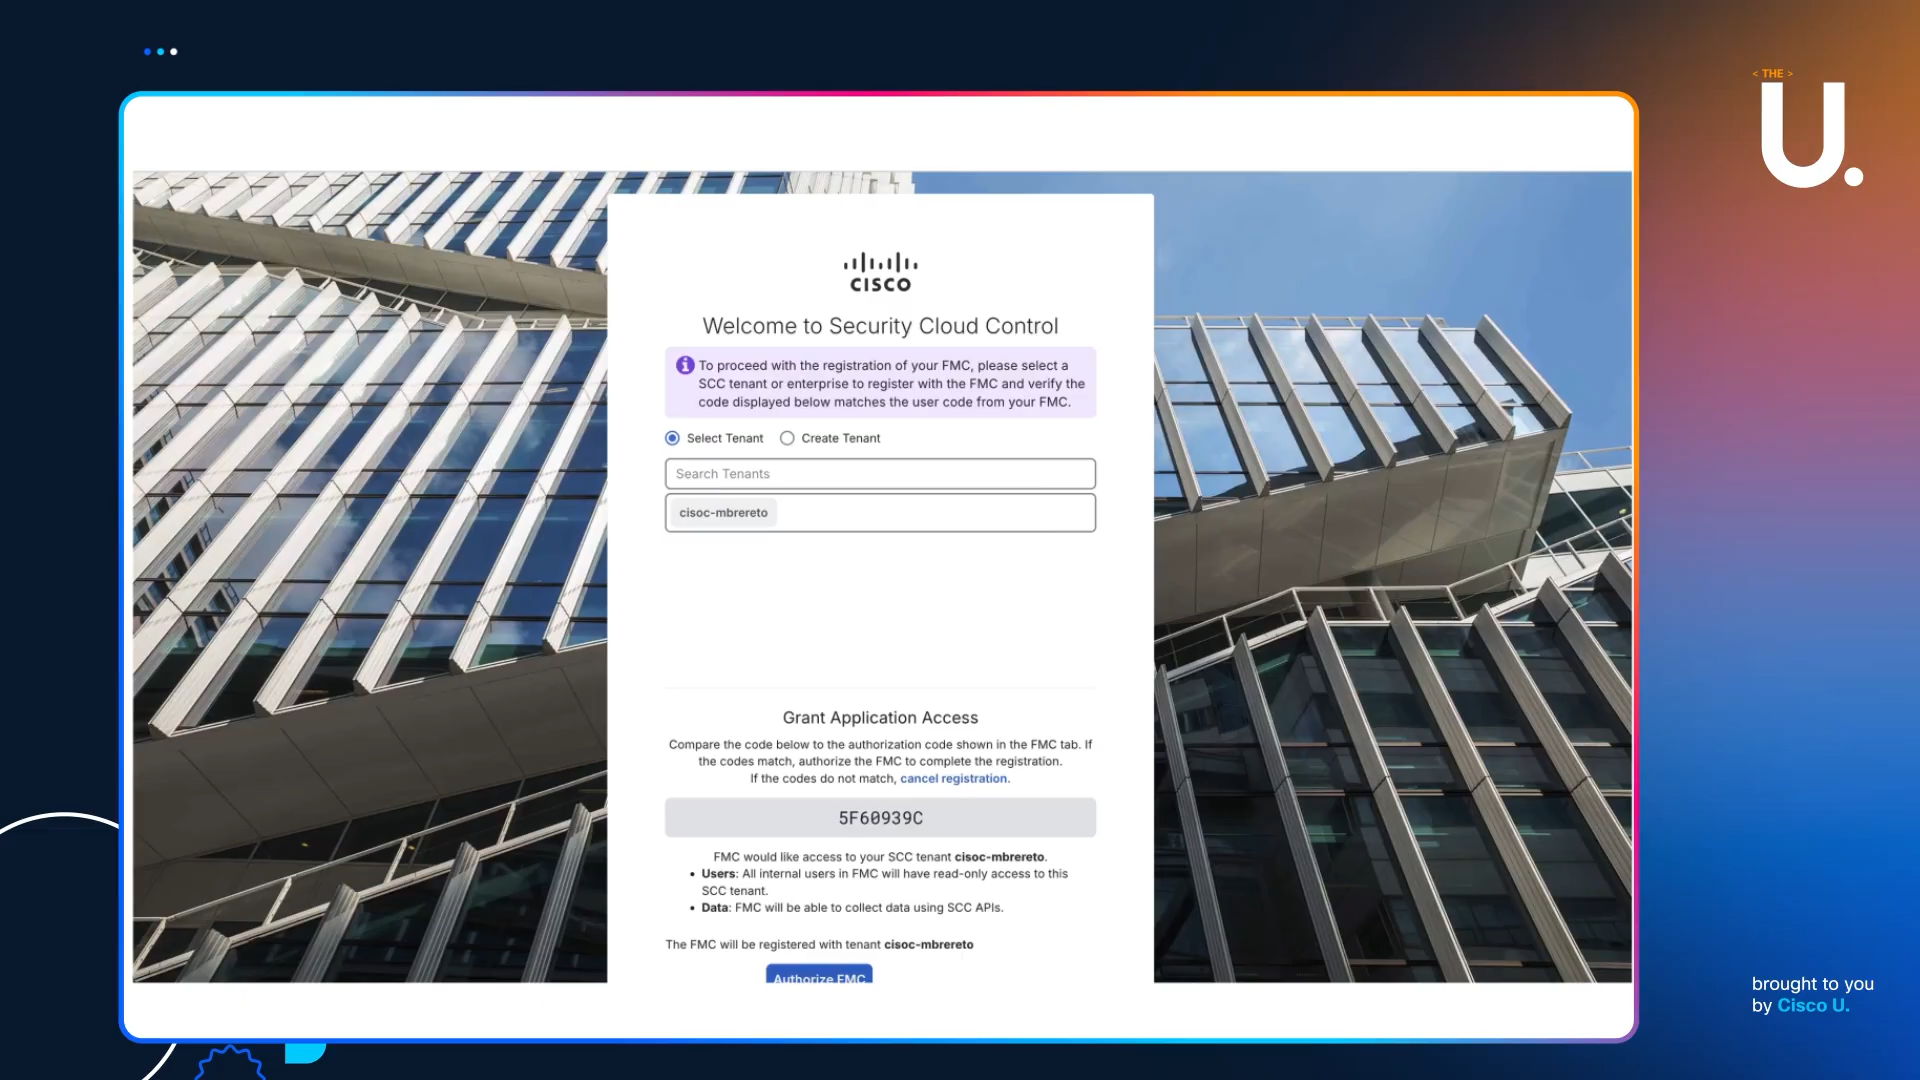 < THE >
U.
CISCO
Welcome to Security Cloud Control
To proceed with the registration of your FMC, please select a
SCC tenant or enterprise to register with the FMC and verify the
code displayed below matches the user code from your FMC.
Select Tenant Create Tenant
Search Tenants
cisoc-mbrereto
Grant Application Access
Compare the code below to the authorization code shown in the FMC tab. If
the codes match, authorize the FMC to complete the registration.
If the codes do not match, cancel registration.
5F60939C
FMC would like access to your SCC tenant cisoc-mbrereto.
• Users: All internal users in FMC will have read-only access to this
SCC tenant.
• Data: FMC will be able to collect data using SCC APIs.
The FMC will be registered with tenant cisoc-mbrereto
Authorize FMC
brought to you
by Cisco U.